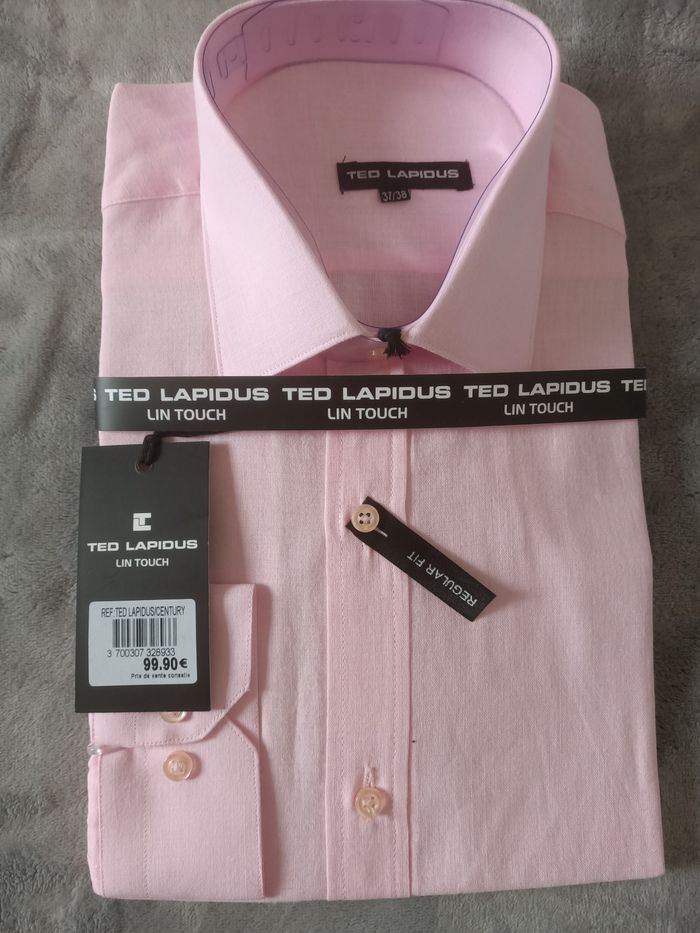 TED LAPIDUS
37/38
TED LAPIDUS TED LAPIDUS TED LAPIDUS TED
LIN TOUCH LIN TOUCH LIN TOUCH
TED LAPIDUS
LIN TOUCH
REF:TED LAPIDUS/CENTURY
3 700307 328933
99.90€
Prix de vente conseillé
REGULAR FIT